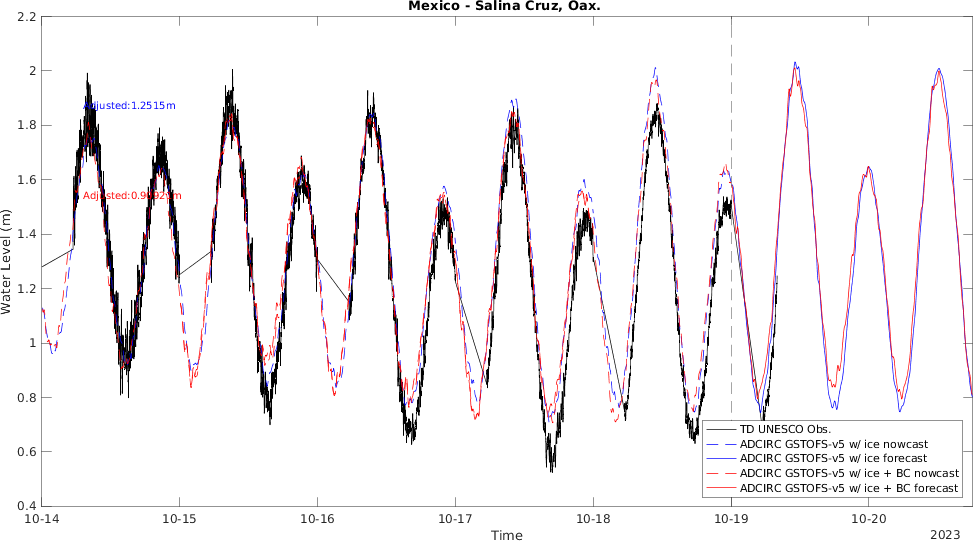 Mexico - Salina Cruz, Oax.
2.2
2
1.8
1.6
1.4
1.2
1
0.8
0.6
0.4
Water Level (m)
Adjusted:1.2515m
TD UNESCO Obs.
ADCIRC GSTOFS-v5 w/ ice nowcast
ADCIRC GSTOFS-v5 w/ ice forecast
ADCIRC GSTOFS-v5 w/ ice + BC nowcast
ADCIRC GSTOFS-v5 w/ ice + BC forecast
10-14
10-15
10-16
10-17
10-18
10-19
10-20
Time
2023